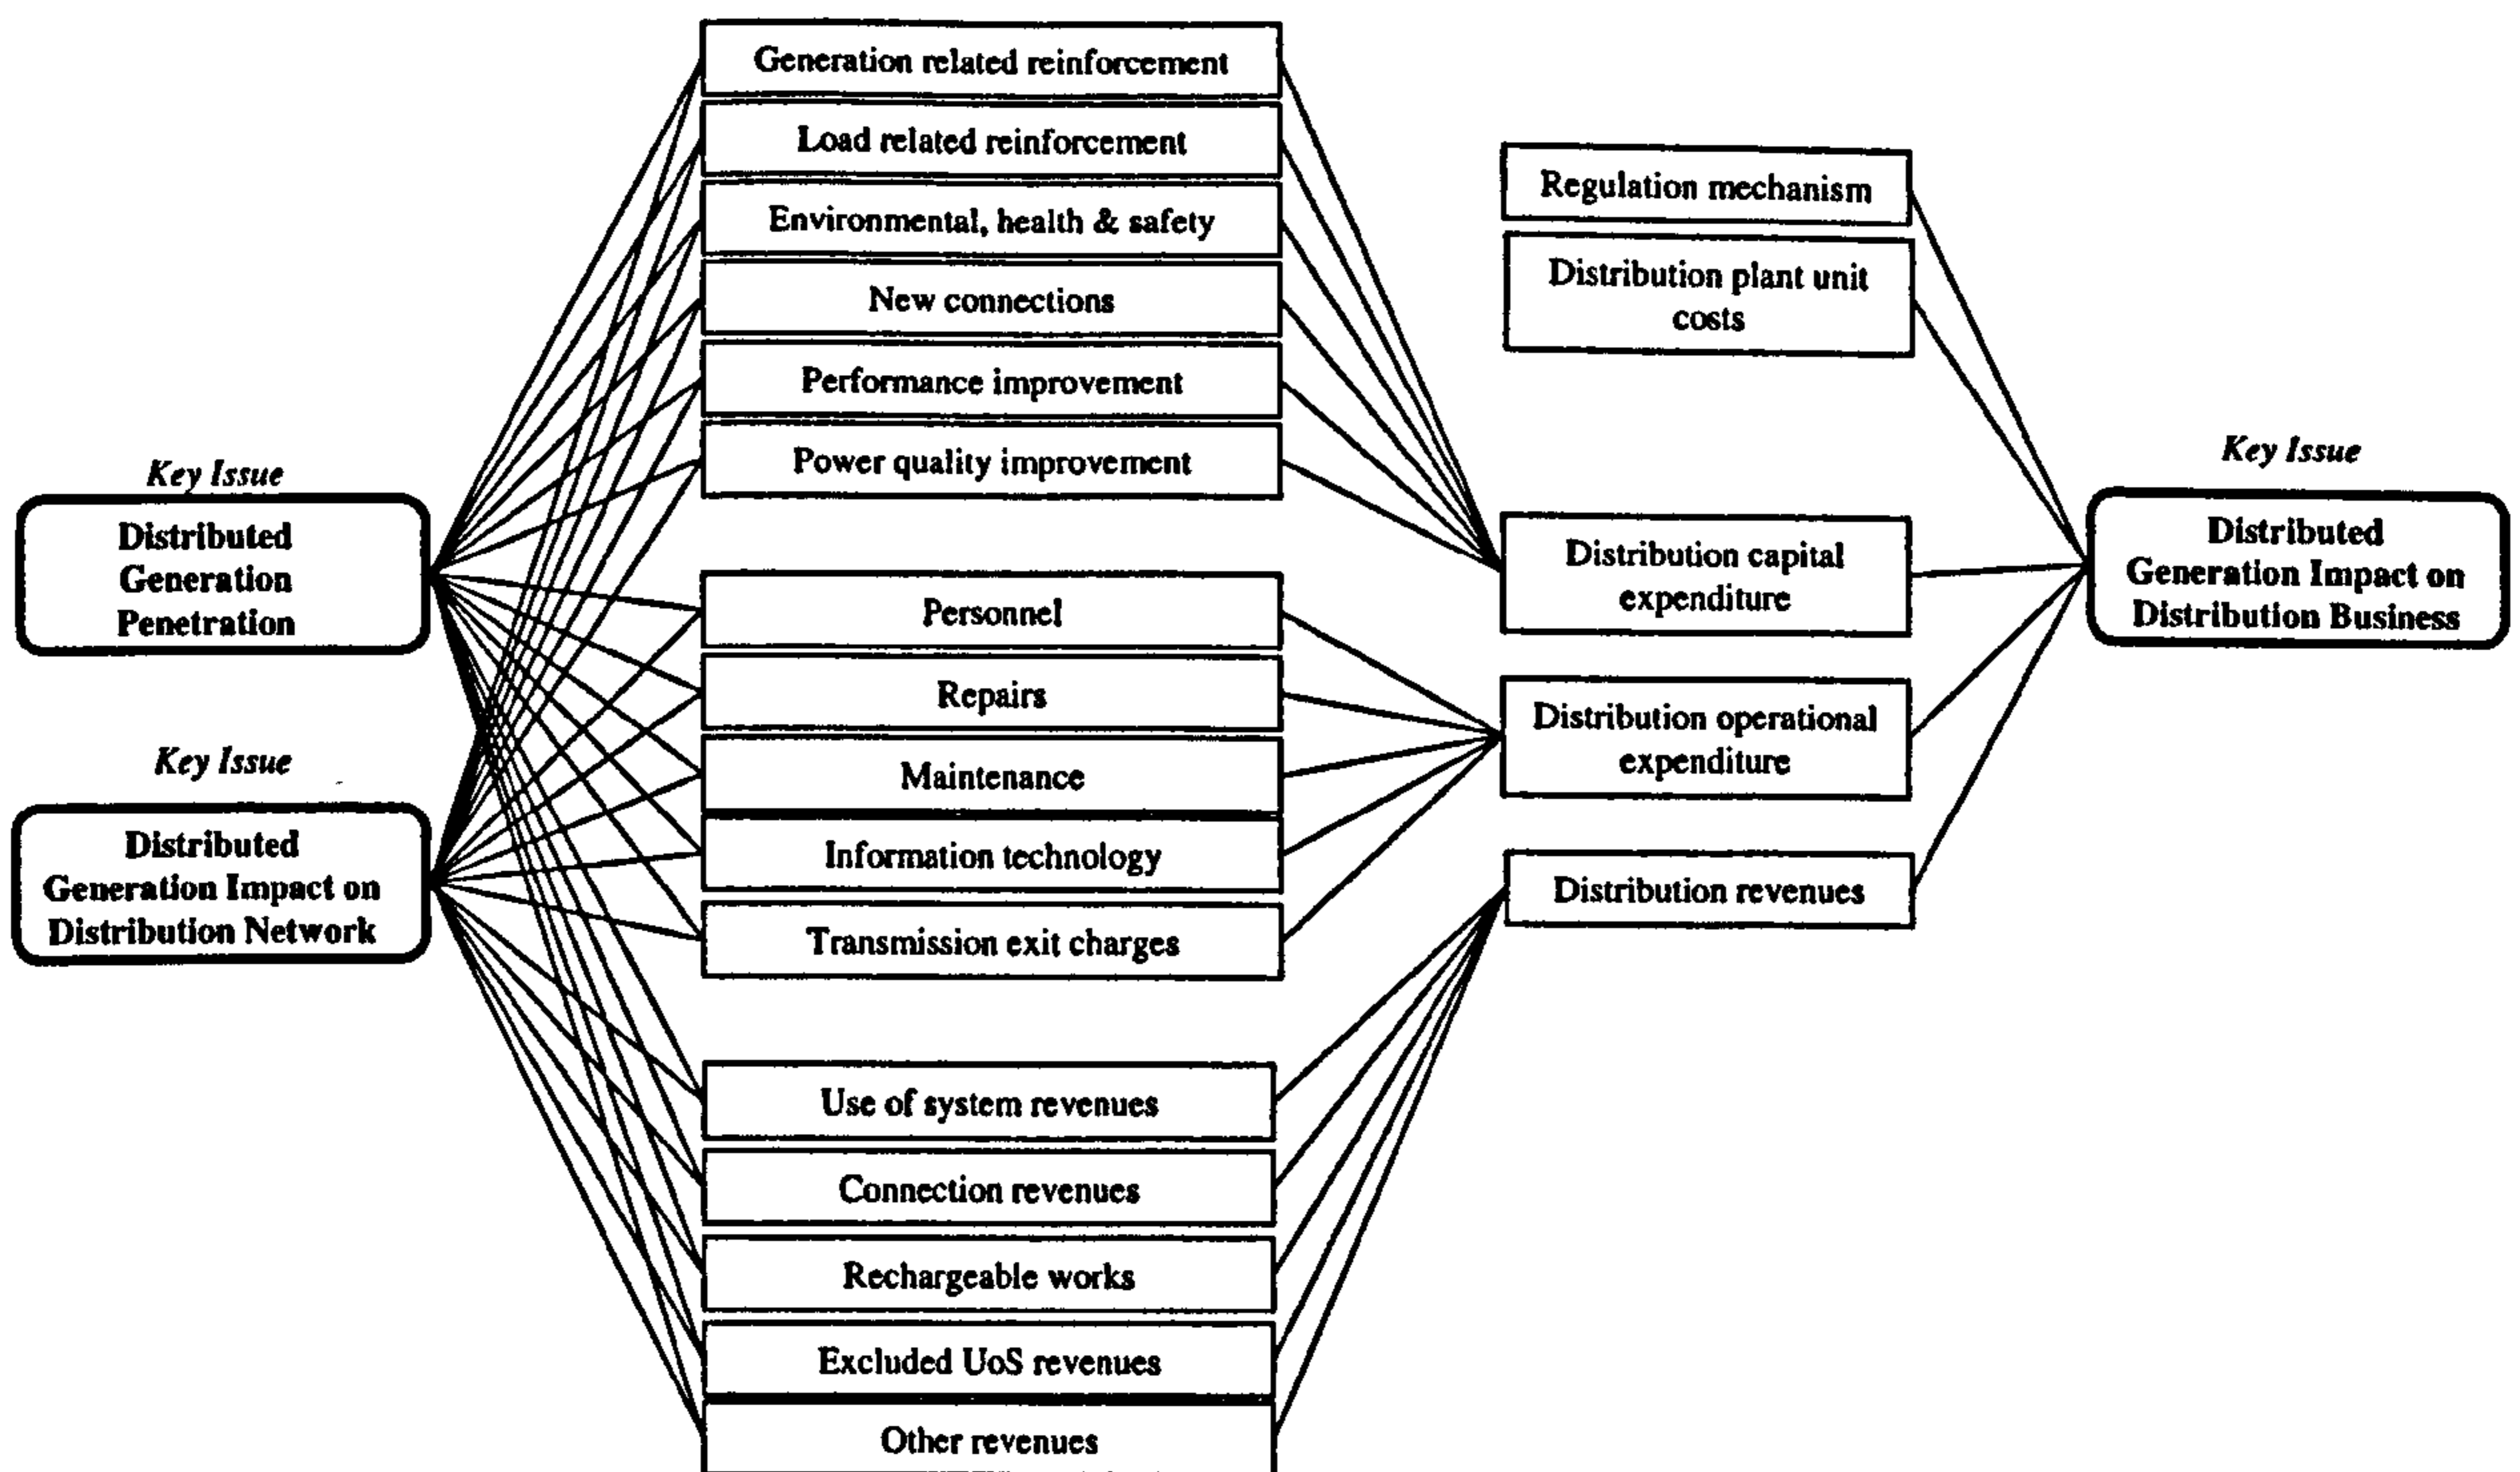 Generation related reinforcement
Load related reinforcement
Environmental, health & safety
New connections
Performance improvement
Power quality improvement
Key Issue
Distributed
Generation
Penetration
Key Issue
Distributed
Generation Impact on
Distribution Network
Personnel
Repairs
Maintenance
Information technology
Transmission exit charges
Use of system revenues
Connection revenues
Rechargeable works
Excluded UoS revenues
Other revenues
Regulation mechanism
Distribution plant unit
costs
Distribution capital
expenditure
Distribution operational
expenditure
Distribution revenues
Key Issue
Distributed
Generation Impact on
Distribution Business